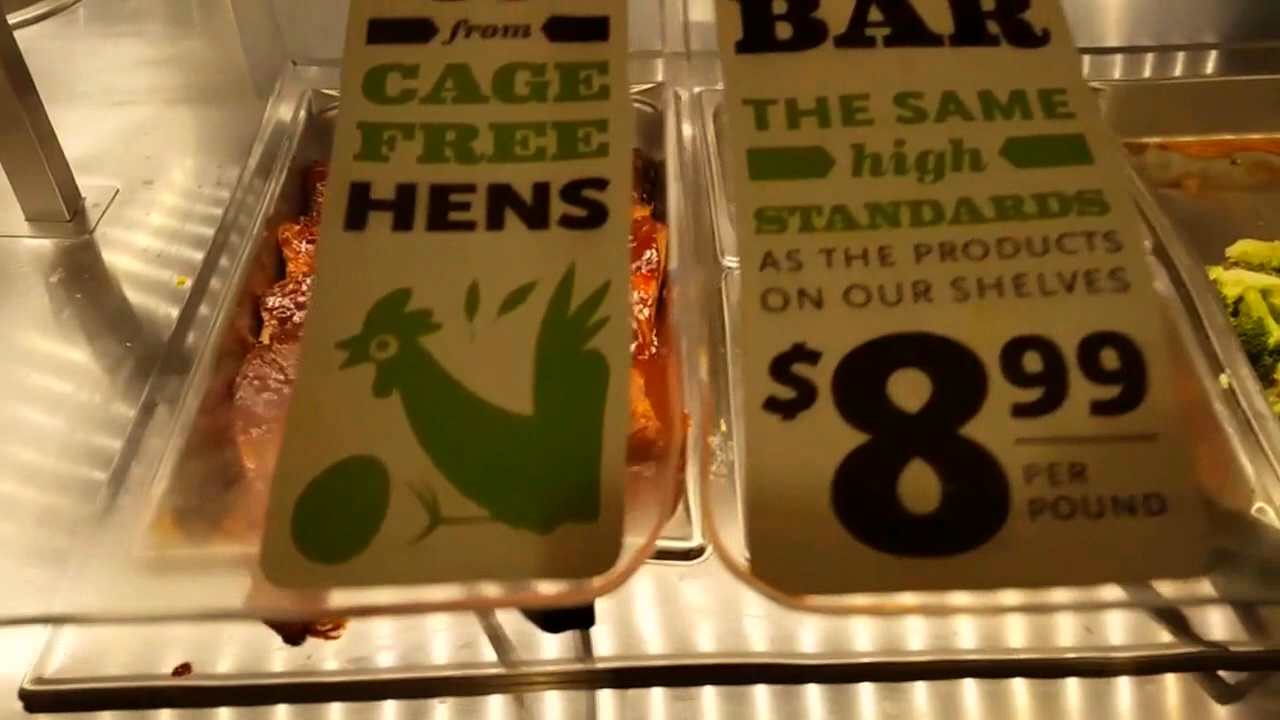 from
CAGE
FREE
HENS
BAR
THE SAME
high
STANDARDS
AS THE PRODUCTS
ON OUR SHELVES
$8.99
PER
POUND